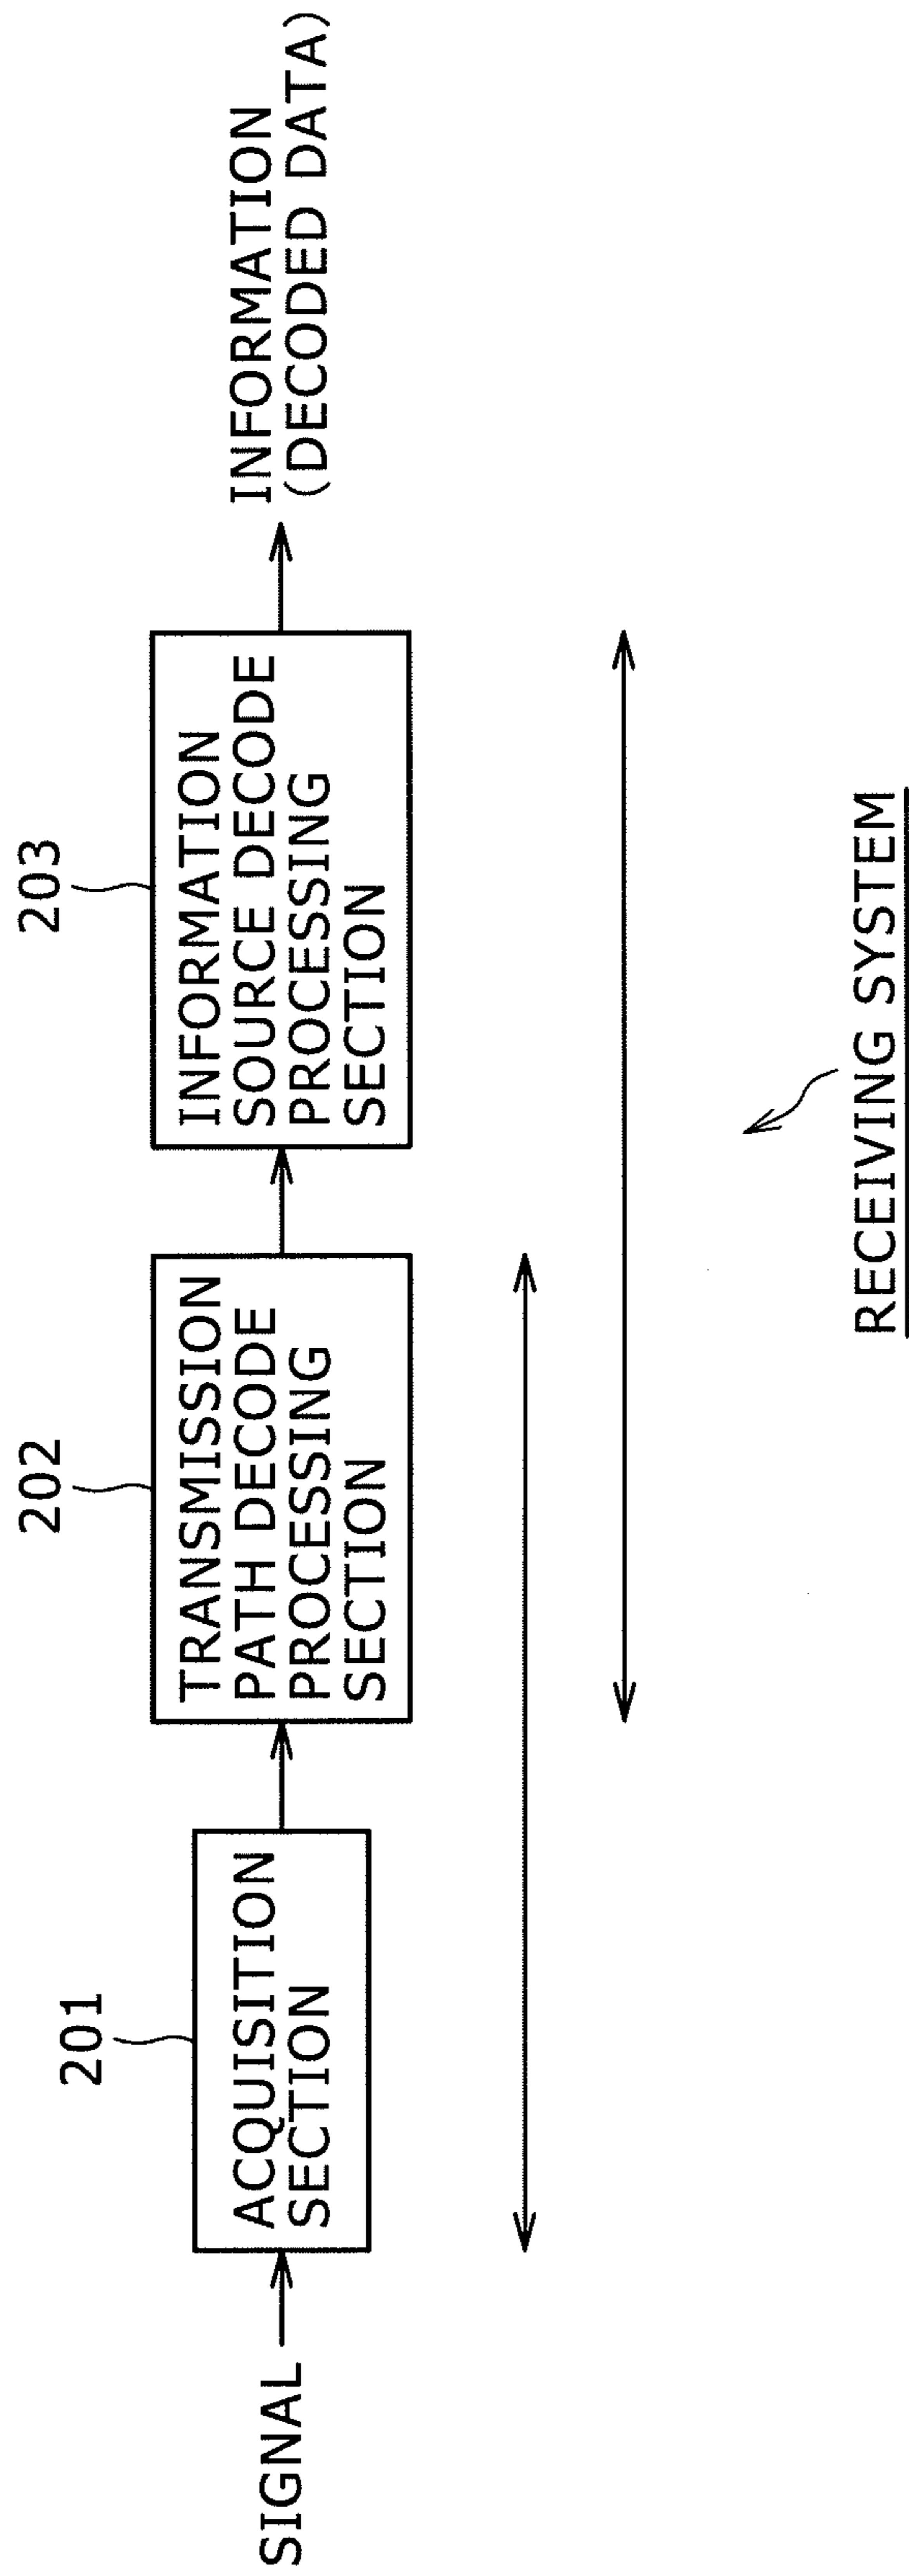 SIGNAL
201
ACQUISITION
SECTION
202
TRANSMISSION
PATH DECODE
PROCESSING
SECTION
203
INFORMATION
SOURCE DECODE
PROCESSING
SECTION
INFORMATION
(DECODED DATA)
RECEIVING SYSTEM